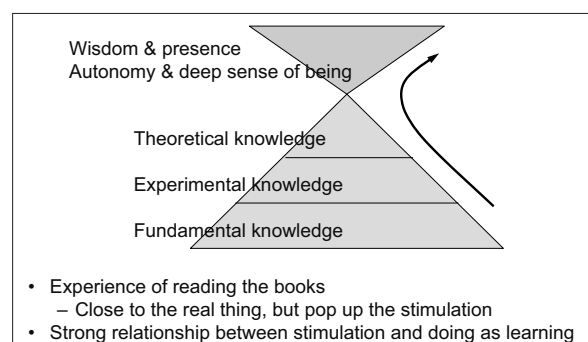 Wisdom & presence
Autonomy & deep sense of being
Theoretical knowledge
Experimental knowledge
Fundamental knowledge
• Experience of reading the books
– Close to the real thing, but pop up the stimulation
• Strong relationship between stimulation and doing as learning